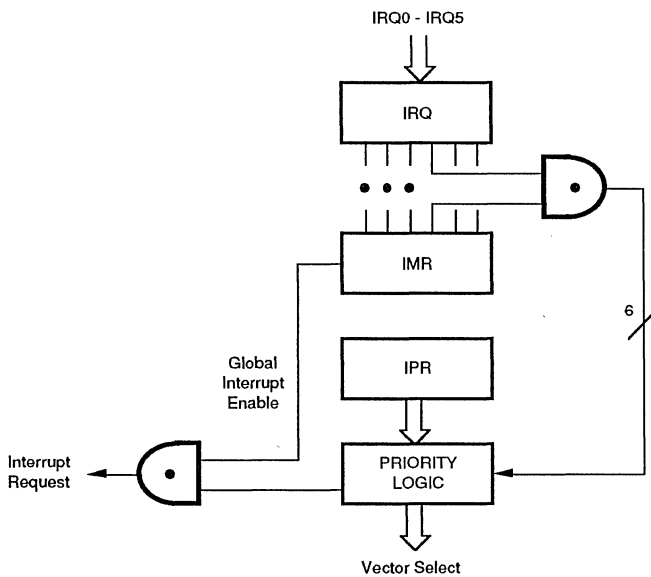 IRQ0 - IRQ5
IRQ
IMR
6
IPR
Global
Interrupt
Enable
Interrupt
Request
PRIORITY
LOGIC
Vector Select